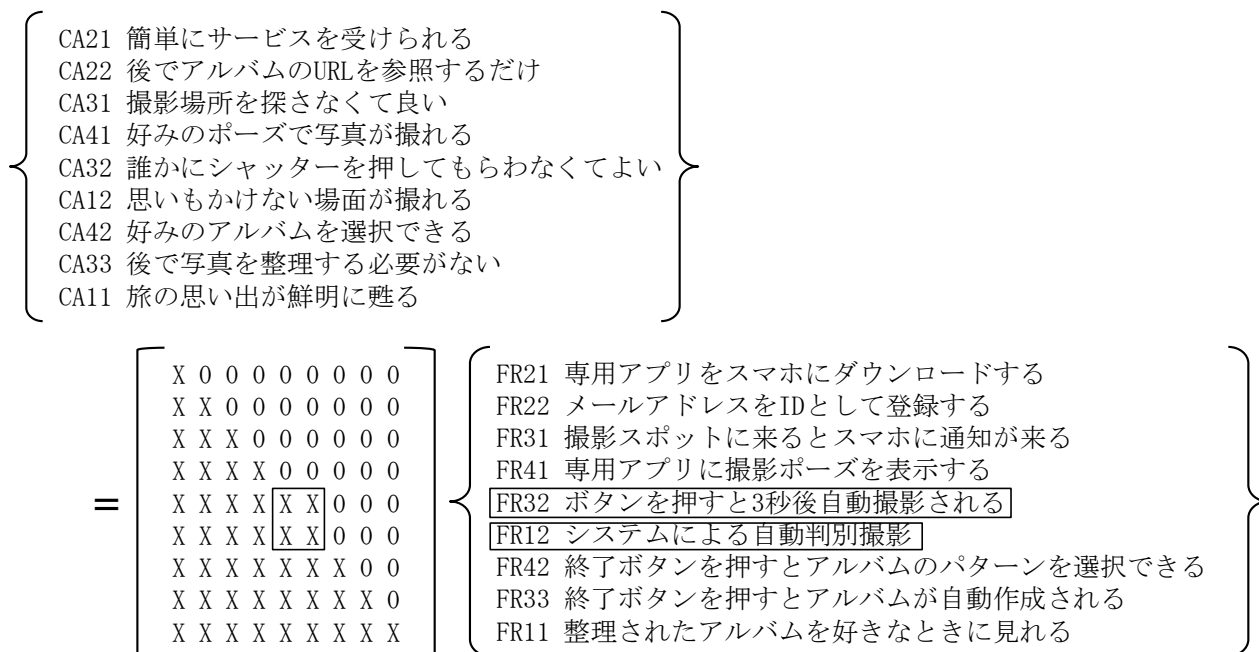 CA21 簡単にサービスを受けられる
CA22 後でアルバムのURLを参照するだけ
CA31 撮影場所を探さなくて良い
CA41 好みのポーズで写真が撮れる
CA32 誰かにシャッターを押してもらわなくてよい
CA12 思いもかけない場面が撮れる
CA42 好みのアルバムを選択できる
CA33 後で写真を整理する必要がない
CA11 旅の思い出が鮮明に甦る
=
X 0 0 0 0 0 0 0 0 FR21 専用アプリをスマホにダウンロードする
X X 0 0 0 0 0 0 0 FR22 メールアドレスをIDとして登録する
X X X 0 0 0 0 0 0 FR31 撮影スポットに来るとスマホに通知が来る
X X X X 0 0 0 0 0 FR41 専用アプリに撮影ポーズを表示する
X X X X X X 0 0 0 FR32 ボタンを押すと3秒後自動撮影される
X X X X X X 0 0 0 FR12 システムによる自動判別撮影
X X X X X X X 0 0 FR42 終了ボタンを押すとアルバムのパターンを選択できる
X X X X X X X X 0 FR33 終了ボタンを押すとアルバムが自動作成される
X X X X X X X X X FR11 整理されたアルバムを好きなときに見れる